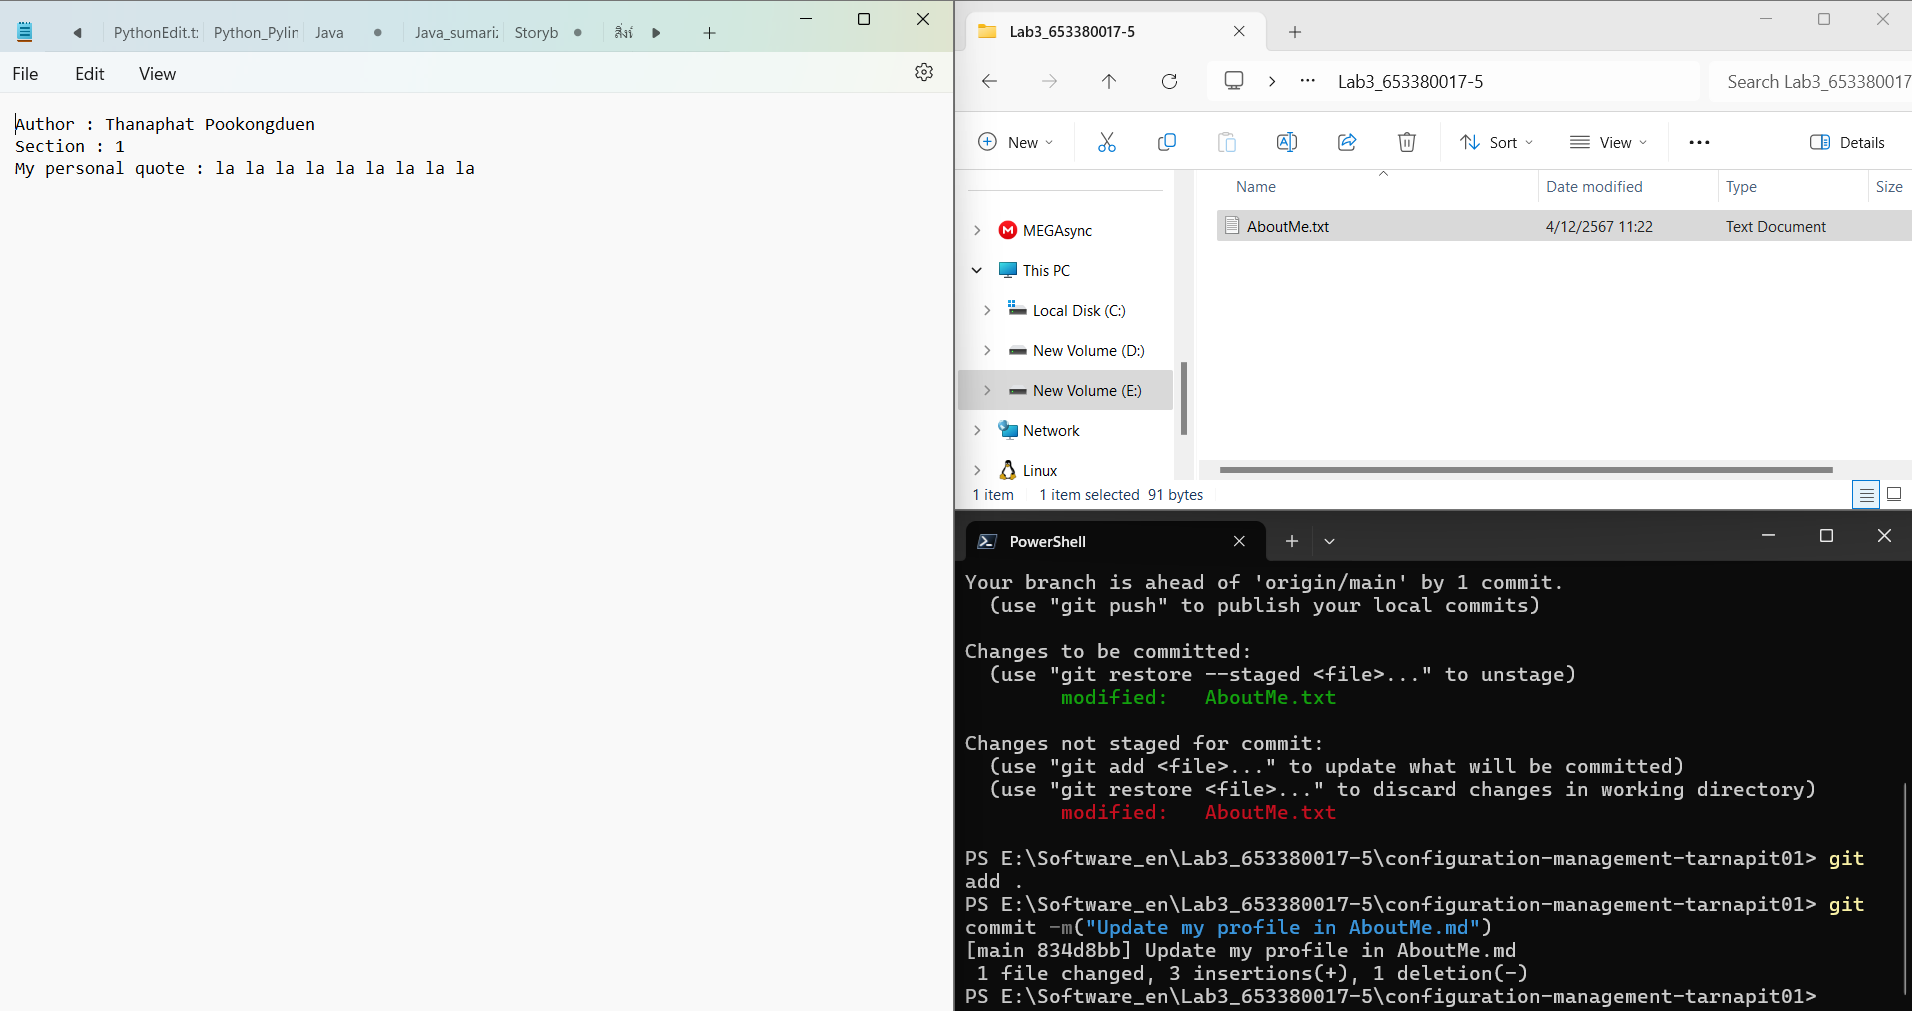 PythonEdit.t:
Python_Pylin
Java
Java_sumari:
Storyb
สิ่งเ
File Edit View
Author : Thanaphat Pookongduen
Section : 1
My personal quote : la la la la la la la la la
Lab3_653380017-5
Lab3_653380017-5
Search Lab3_653380017
New
Sort
View
Details
Name Date modified Type Size
AboutMe.txt 4/12/2567 11:22 Text Document
MEGAsync
This PC
Local Disk (C:)
New Volume (D:)
New Volume (E:)
Network
Linux
1 item 1 item selected 91 bytes
PowerShell
Your branch is ahead of 'origin/main' by 1 commit.
(use "git push" to publish your local commits)
Changes to be committed:
(use "git restore --staged <file>..." to unstage)
modified: AboutMe.txt
Changes not staged for commit:
(use "git add <file>..." to update what will be committed)
(use "git restore <file>..." to discard changes in working directory)
modified: AboutMe.txt
PS E:\Software_en\Lab3_653380017-5\configuration-management-tarnapit01> git
add .
PS E:\Software_en\Lab3_653380017-5\configuration-management-tarnapit01> git
commit -m("Update my profile in AboutMe.md")
[main 834d8bb] Update my profile in AboutMe.md
1 file changed, 3 insertions(+), 1 deletion(-)
PS E:\Software_en\Lab3_653380017-5\configuration-management-tarnapit01>